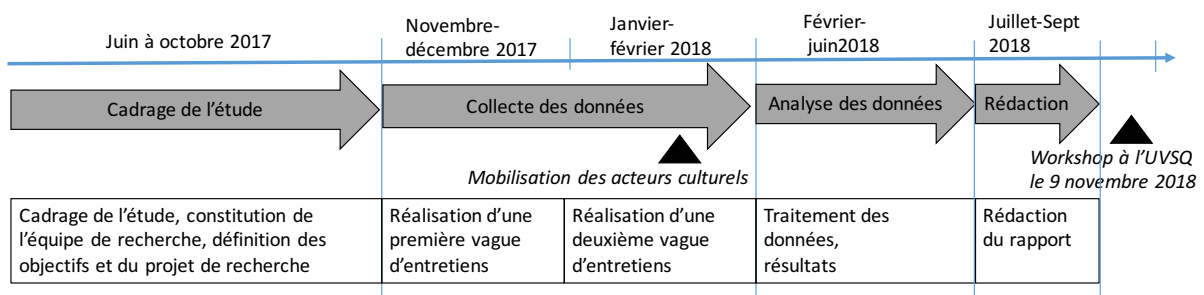 Juin à octobre 2017
Novembre-
décembre 2017
Janvier-
février 2018
Février-
juin2018
Juillet-Sept
2018
Cadrage de l'étude
Collecte des données
Analyse des données
Rédaction
Mobilisation des acteurs culturels
Workshop à l'UVSQ
le 9 novembre 2018
Cadrage de l'étude, constitution de
l'équipe de recherche, définition des
objectifs et du projet de recherche
Réalisation d'une
première vague
d'entretiens
Réalisation d'une
deuxième vague
d'entretiens
Traitement des
données,
résultats
Rédaction
du rapport